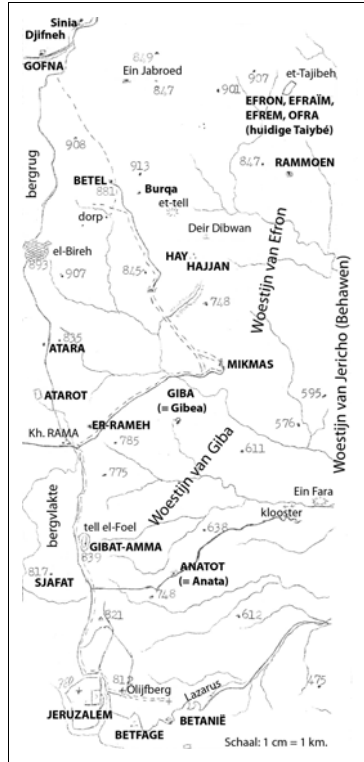 Sinia
Djifneh
GOFNA
849
Ein Jabroed
847
901
907
et-Tajibeh
EFRON, EFRAÏM,
EFREM, OFRA
(huidige Taiybé)
908
847
RAMMOEN
bergrug
BETEL
881
913
Burqa
et-tell
dorp
Deir Dibwan
el-Bireh
893
907
845
HAY
HAJJAN
748
Woestijn van Efron
Woestijn van Jericho (Behawen)
835
ATARA
MIKMAS
ATAROT
GIBA
(= Gibea)
595
576
ER-RAMEH
Kh. RAMA
785
611
Woestijn van Giba
775
bergvlakte
Ein Fara
klooster
tell el-Foel
GIBAT-AMMA
839
638
817
SJAFAT
ANATOT
(= Anata)
748
821
612
812
Olijfberg
Lazarus
475
JERUZALEM
BETANIË
BETFAGE
Schaal: 1 cm = 1 km.